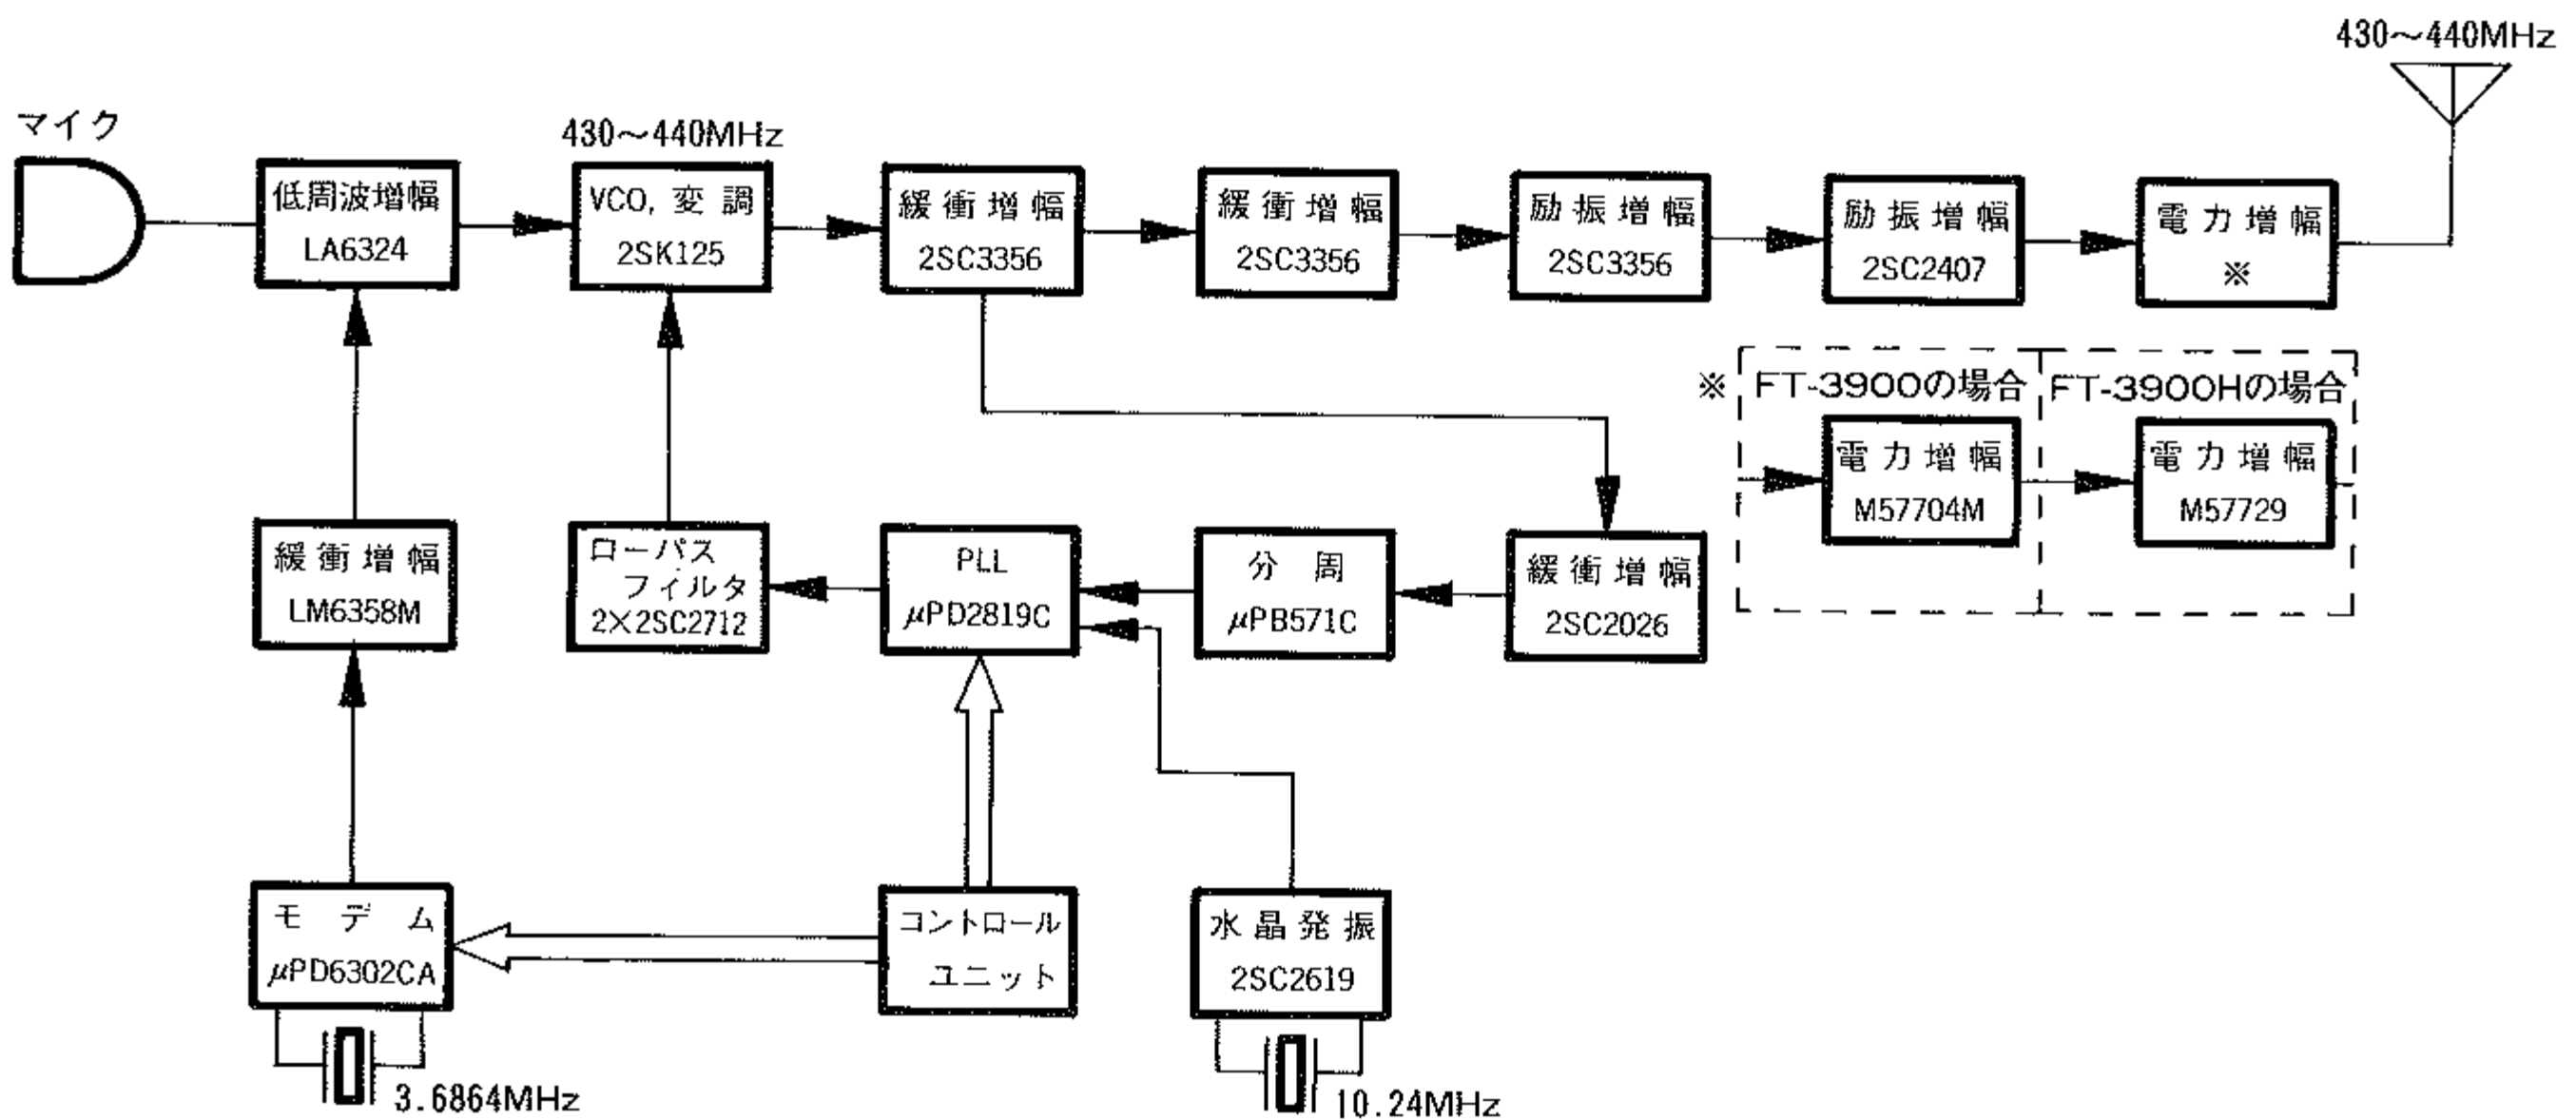 430～440MHz
マイク
430～440MHz
低周波増幅
LA6324
VCO, 変調
2SK125
緩衝増幅
2SC3356
緩衝増幅
2SC3356
励振増幅
2SC3356
励振増幅
2SC2407
電力増幅
※
※
FT-3900の場合
FT-3900Hの場合
電力増幅
M57704M
電力増幅
M57729
緩衝増幅
LM6358M
ローパス
フィルタ
2×2SC2712
PLL
μPD2819C
分周
μPB571C
緩衝増幅
2SC2026
モデム
μPD6302CA
コントロール
ユニット
水晶発振
2SC2619
3.6864MHz
10.24MHz